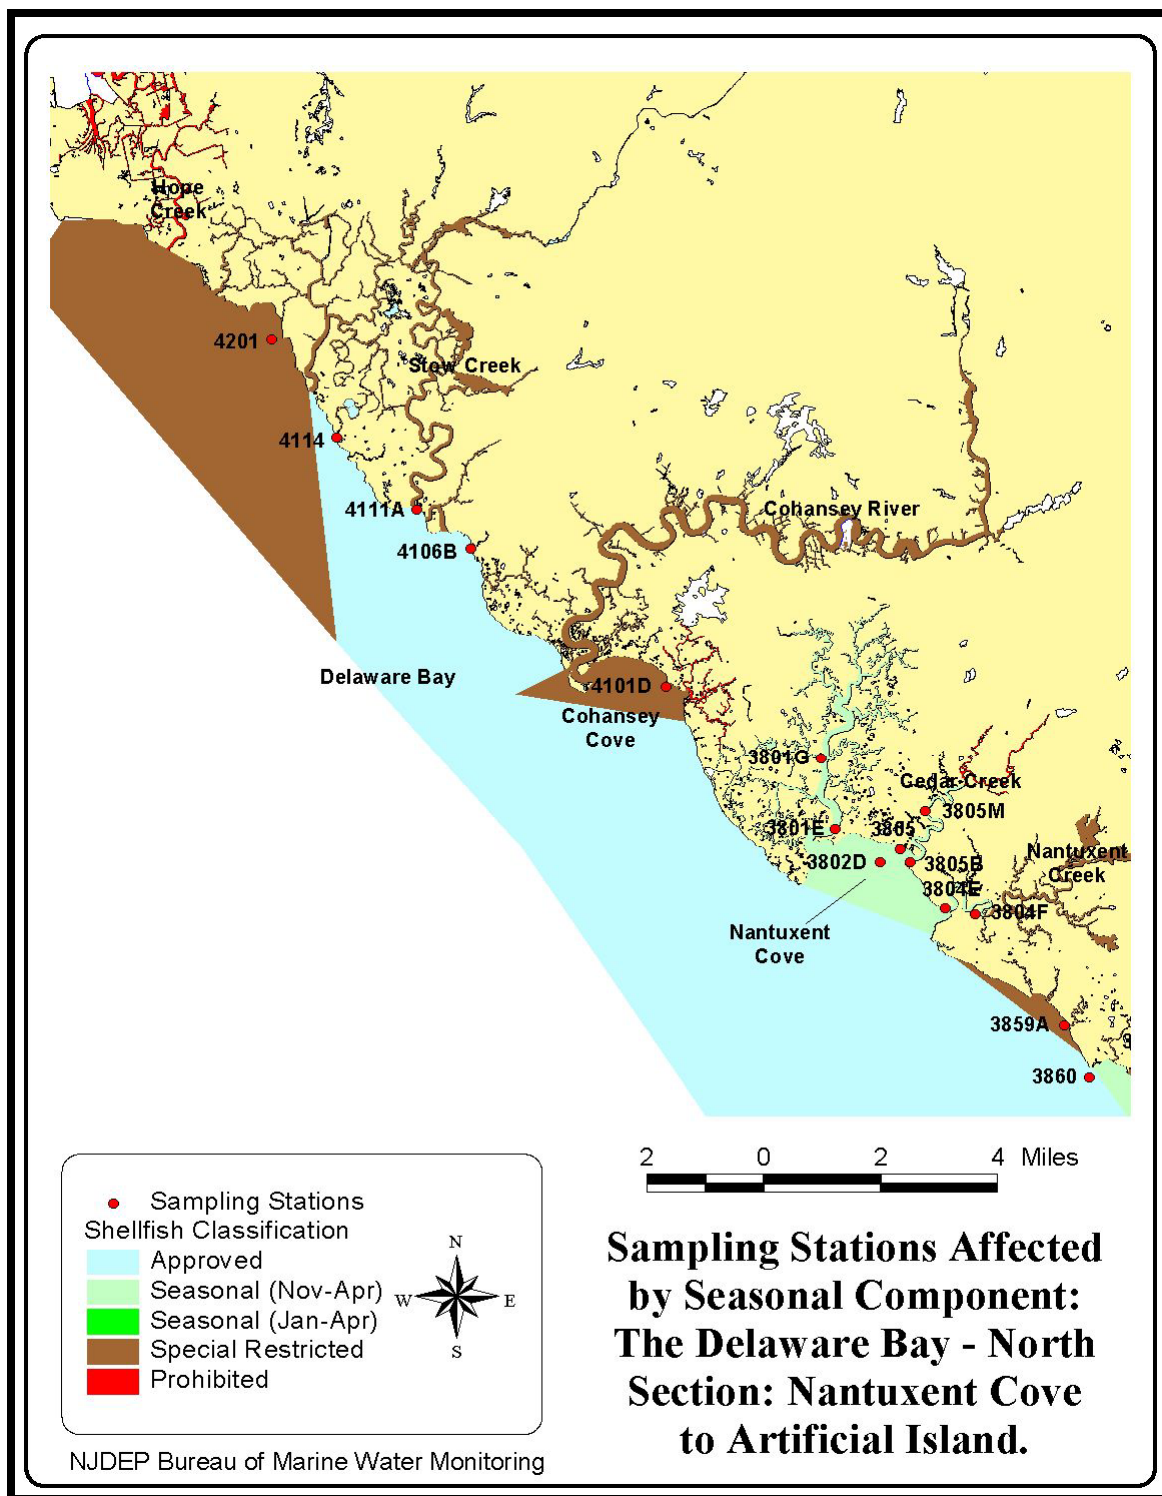 Hope
Creek
4201
Stow Creek
4114
4111A
Cohansey River
4106B
Delaware Bay
4101D
Cohansey
Cove
3801G
Cedar Creek
3805M
3801E
3805
3802D
3805B
Nantuxent
Creek
3804E
3804F
Nantuxent
Cove
3859A
3860
2 0 2 4 Miles
Sampling Stations
Shellfish Classification
Approved
Seasonal (Nov-Apr)
Seasonal (Jan-Apr)
Special Restricted
Prohibited
N
W E
S
Sampling Stations Affected
by Seasonal Component:
The Delaware Bay - North
Section: Nantuxent Cove
to Artificial Island.
NJDEP Bureau of Marine Water Monitoring